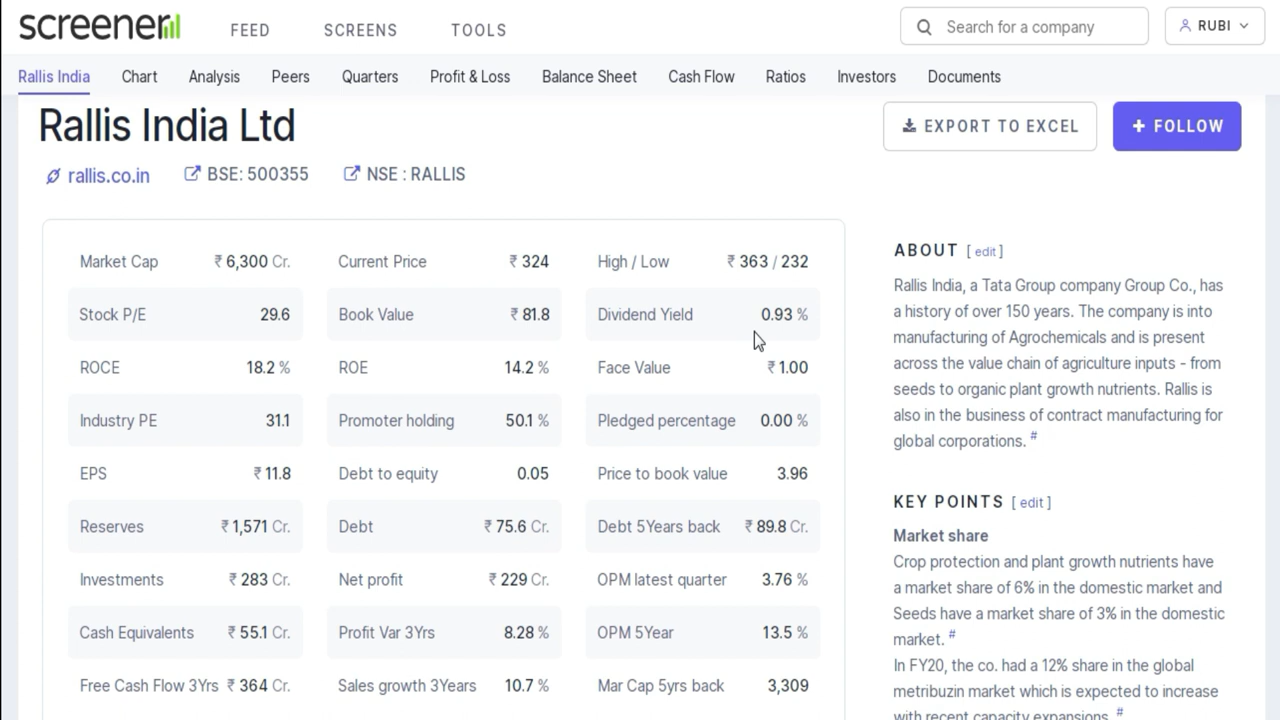 screener FEED SCREENS TOOLS Search for a company RUBI
Rallis India Chart Analysis Peers Quarters Profit & Loss Balance Sheet Cash Flow Ratios Investors Documents
Rallis India Ltd EXPORT TO EXCEL + FOLLOW
rallis.co.in BSE: 500355 NSE : RALLIS
Market Cap ₹ 6,300 Cr. Current Price ₹ 324 High / Low ₹ 363 / 232
Stock P/E 29.6 Book Value ₹ 81.8 Dividend Yield 0.93 %
ROCE 18.2 % ROE 14.2 % Face Value ₹ 1.00
Industry PE 31.1 Promoter holding 50.1 % Pledged percentage 0.00 %
EPS ₹ 11.8 Debt to equity 0.05 Price to book value 3.96
Reserves ₹ 1,571 Cr. Debt ₹ 75.6 Cr. Debt 5Years back ₹ 89.8 Cr.
Investments ₹ 283 Cr. Net profit ₹ 229 Cr. OPM latest quarter 3.76 %
Cash Equivalents ₹ 55.1 Cr. Profit Var 3Yrs 8.28 % OPM 5Year 13.5 %
Free Cash Flow 3Yrs ₹ 364 Cr. Sales growth 3Years 10.7 % Mar Cap 5yrs back 3,309
ABOUT [ edit ]
Rallis India, a Tata Group company Group Co., has
a history of over 150 years. The company is into
manufacturing of Agrochemicals and is present
across the value chain of agriculture inputs - from
seeds to organic plant growth nutrients. Rallis is
also in the business of contract manufacturing for
global corporations. #
KEY POINTS [ edit ]
Market share
Crop protection and plant growth nutrients have
a market share of 6% in the domestic market and
Seeds have a market share of 3% in the domestic
market. #
In FY20, the co. had a 12% share in the global
metribuzin market which is expected to increase
with recent capacity expansions. #